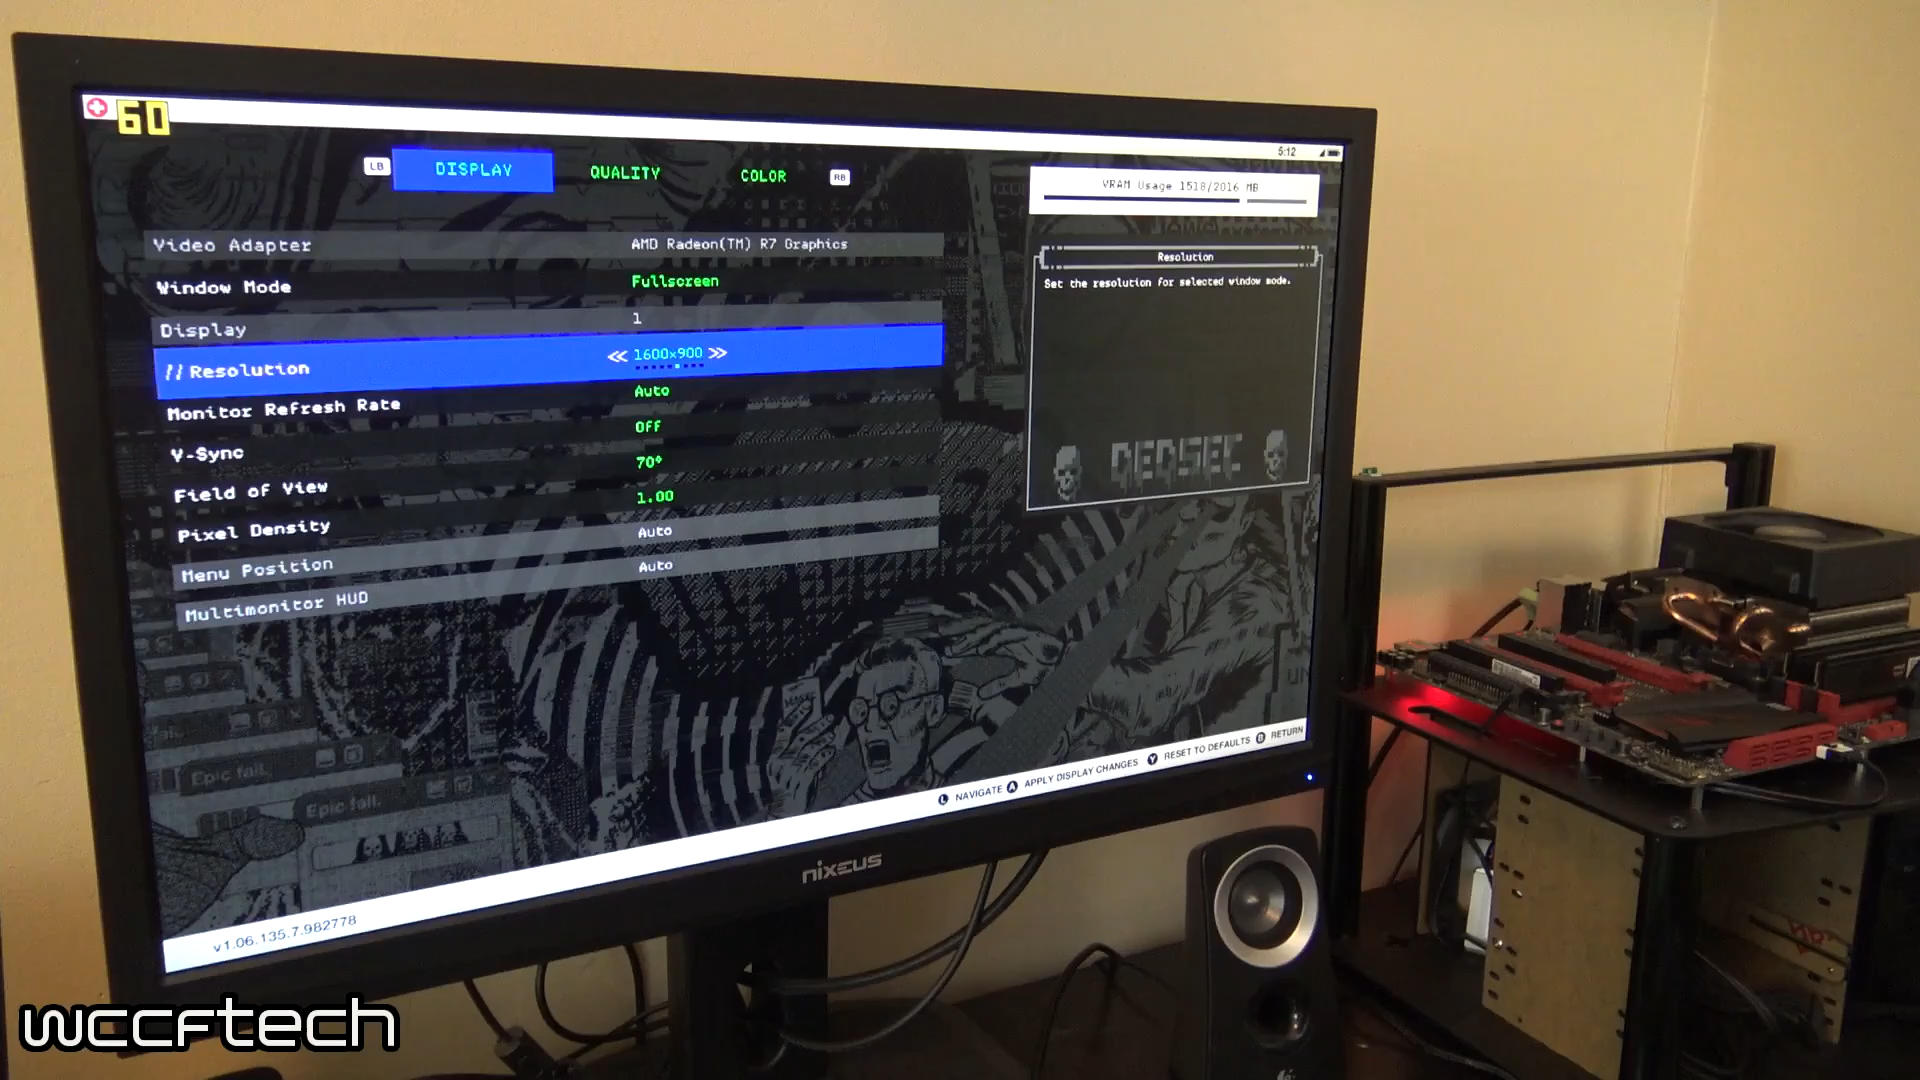 60
5:12
LB DISPLAY QUALITY COLOR RB
VRAM Usage 1518/2016 MB
Video Adapter AMD Radeon(TM) R7 Graphics
Window Mode Fullscreen
Display 1
//Resolution << 1600x900 >>
Monitor Refresh Rate Auto
V-Sync Off
Field of View 70°
Pixel Density 1.00
Menu Position Auto
Multimonitor HUD Auto
Resolution
Set the resolution for selected window mode.
DEDSEC
Epic fail.
Epic fail.
L NAVIGATE A APPLY DISPLAY CHANGES Y RESET TO DEFAULTS B RETURN
v1.06.135.7.982778
nixeus
wccftech